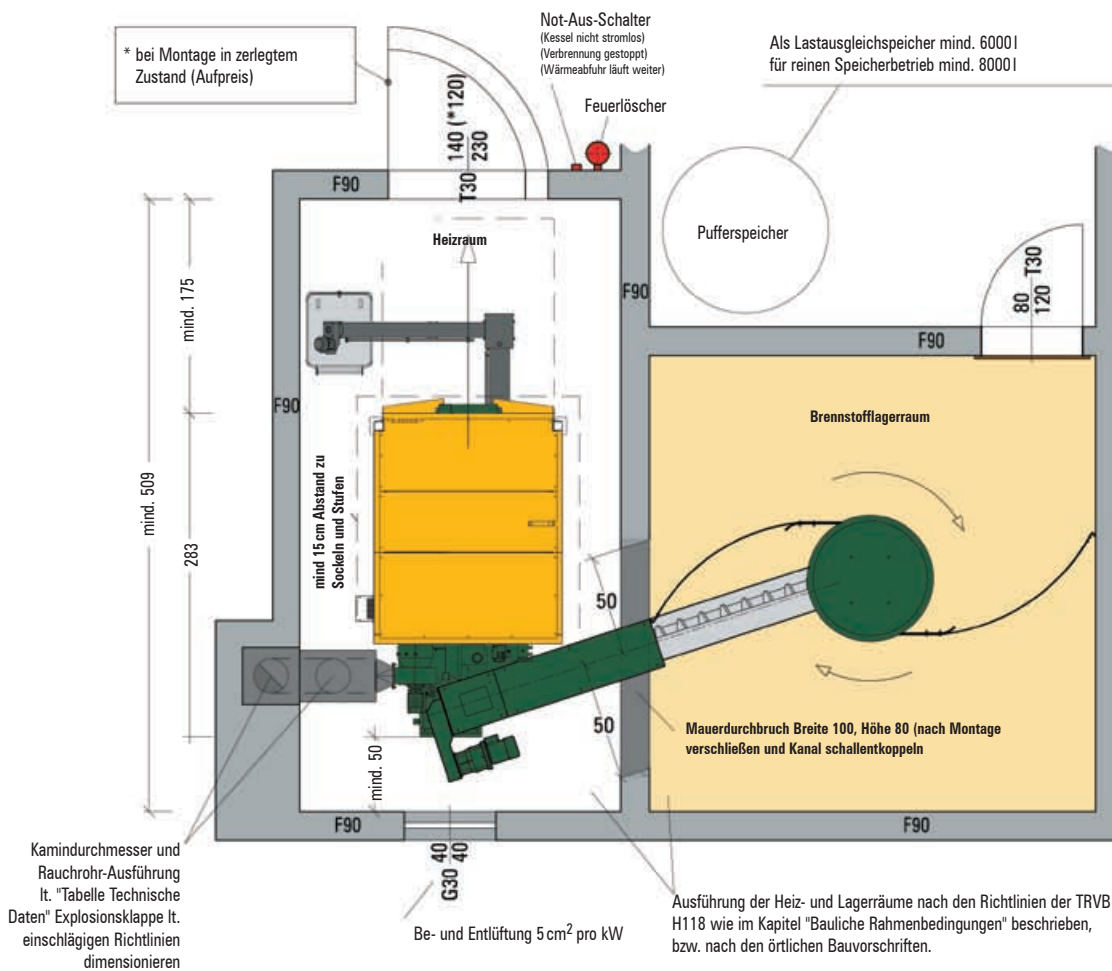 * bei Montage in zerlegtem
Zustand (Aufpreis)
Not-Aus-Schalter
(Kessel nicht stromlos)
(Verbrennung gestoppt)
(Wärmeabfuhr läuft weiter)
Feuerlöscher
Als Lastausgleichspeicher mind. 6000 l
für reinen Speicherbetrieb mind. 8000 l
140 (*120)
230
T30
F90
Heizraum
Pufferspeicher
F90
80
120
T30
F90
mind. 175
F90
Brennstofflagerraum
mind. 509
283
mind 15 cm Abstand zu
Sockeln und Stufen
50
50
Mauerdurchbruch Breite 100, Höhe 80 (nach Montage
verschließen und Kanal schallentkoppeln
mind. 50
F90
40
40
G30
F90
Kamindurchmesser und
Rauchrohr-Ausführung
lt. "Tabelle Technische
Daten" Explosionsklappe lt.
einschlägigen Richtlinien
dimensionieren
Be- und Entlüftung 5 cm² pro kW
Ausführung der Heiz- und Lagerräume nach den Richtlinien der TRVB
H118 wie im Kapitel "Bauliche Rahmenbedingungen" beschrieben,
bzw. nach den örtlichen Bauvorschriften.